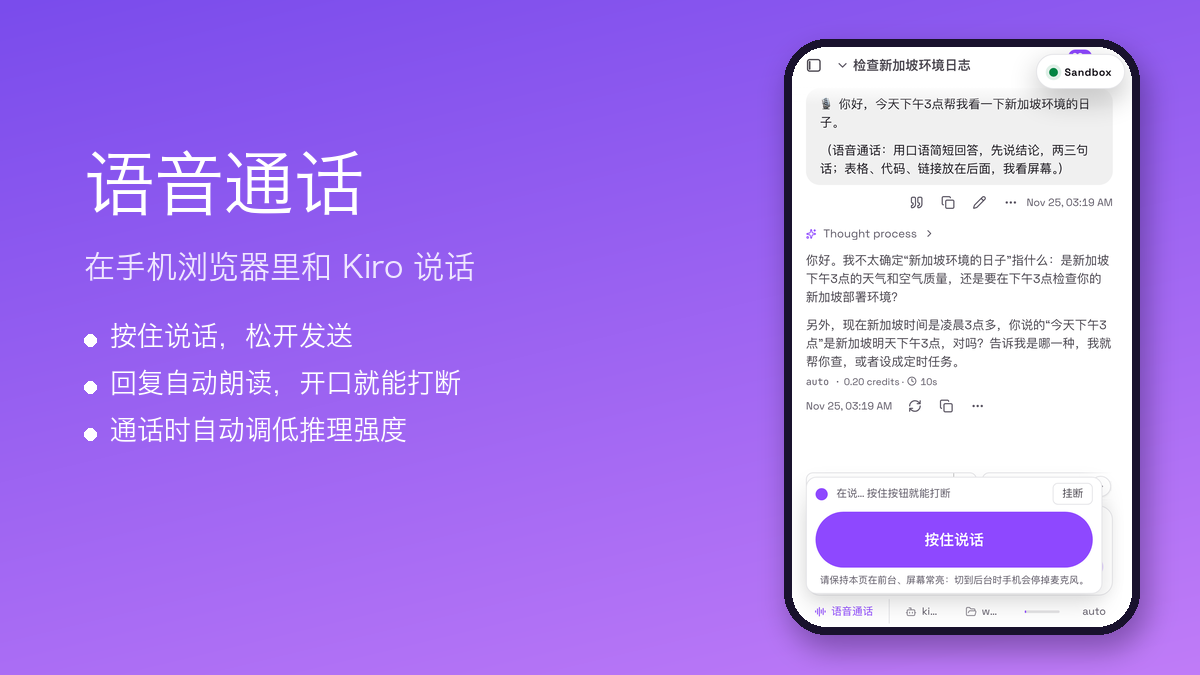 语音通话
在手机浏览器里和 Kiro 说话
按住说话，松开发送
回复自动朗读，开口就能打断
通话时自动调低推理强度
检查新加坡环境日志
Sandbox
你好，今天下午3点帮我看一下新加坡环境的日
子。
（语音通话：用口语简短回答，先说结论，两三句
话；表格、代码、链接放在后面，我看屏幕。）
Nov 25, 03:19 AM
Thought process
你好。我不太确定“新加坡环境的日子”指什么：是新加坡
下午3点的天气和空气质量，还是要在下午3点检查你的
新加坡部署环境？
另外，现在新加坡时间是凌晨3点多，你说的“今天下午3
点”是新加坡明天下午3点，对吗？告诉我是哪一种，我就
帮你查，或者设成定时任务。
auto · 0.20 credits · 10s
Nov 25, 03:19 AM
在说… 按住按钮就能打断
挂断
按住说话
请保持本页在前台、屏幕常亮：切到后台时手机会停掉麦克风。
语音通话
ki...
w...
auto